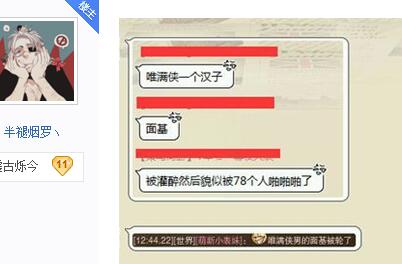 楼主
半褪烟罗丶
古烁今 11
唯满侠一个汉子
面基
被灌醉然后貌似被78个人啪啪啪了
[12:44.22][世界][萌新小表妹]: 唯满侠男的面基被轮了